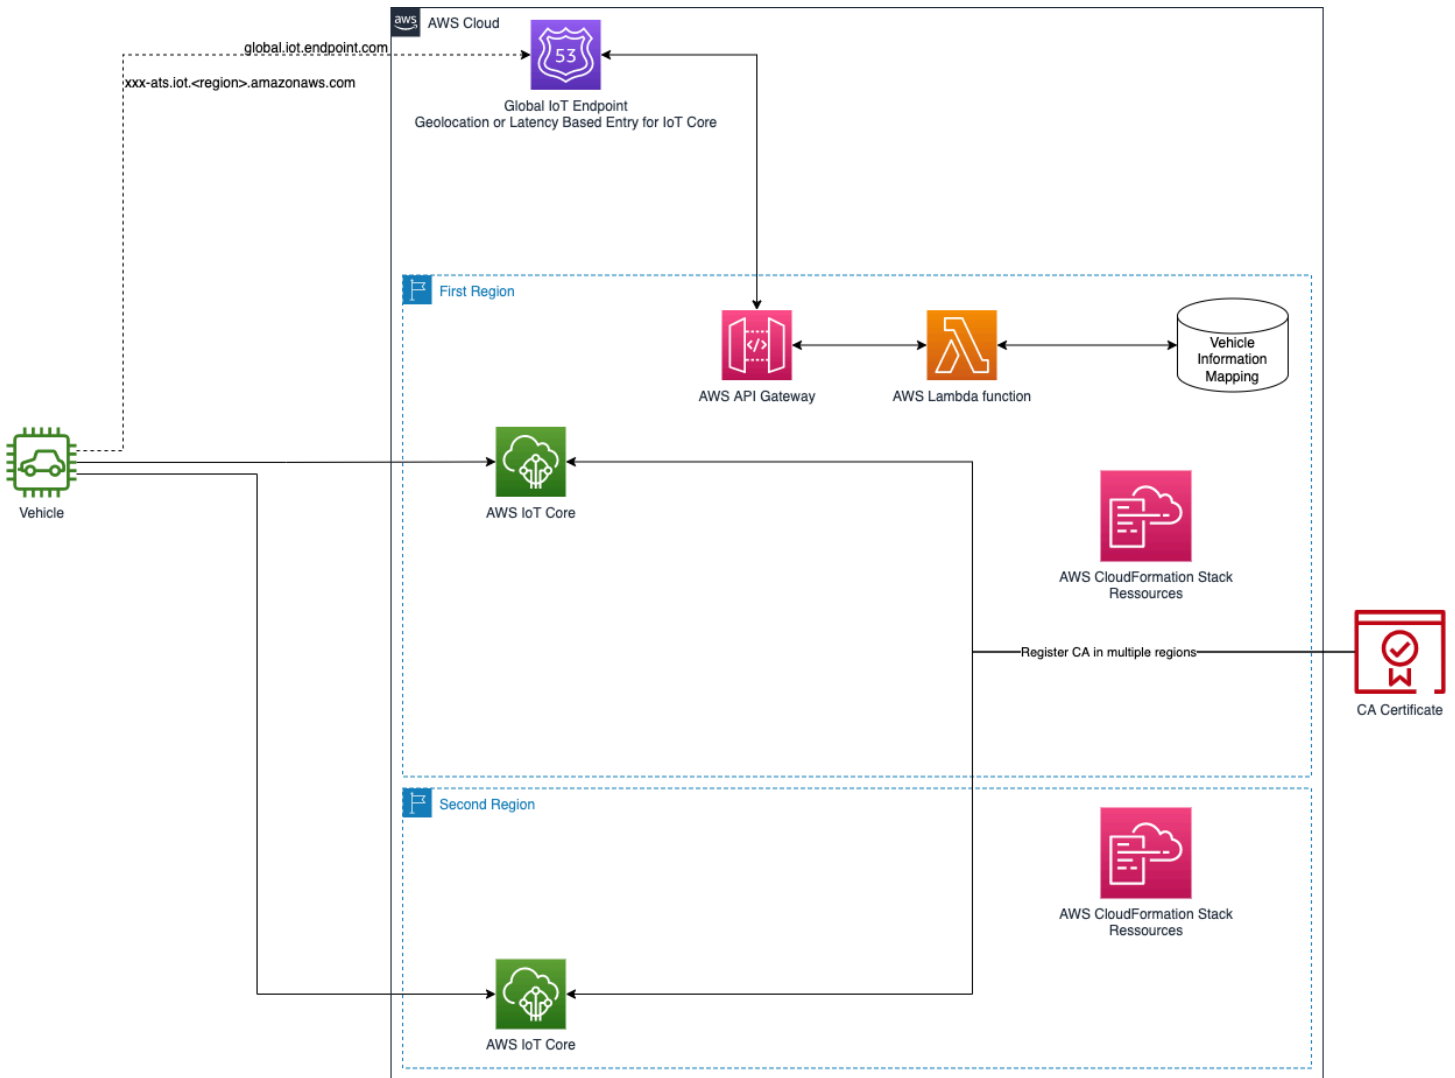 aws
AWS Cloud
global.iot.endpoint.com
53
xxx-ats.iot.<region>.amazonaws.com
Global IoT Endpoint
Geolocation or Latency Based Entry for IoT Core
First Region
</>
Vehicle
Information
Mapping
AWS API Gateway
AWS Lambda function
Vehicle
AWS IoT Core
AWS CloudFormation Stack
Ressources
Register CA in multiple regions
CA Certificate
Second Region
AWS CloudFormation Stack
Ressources
AWS IoT Core